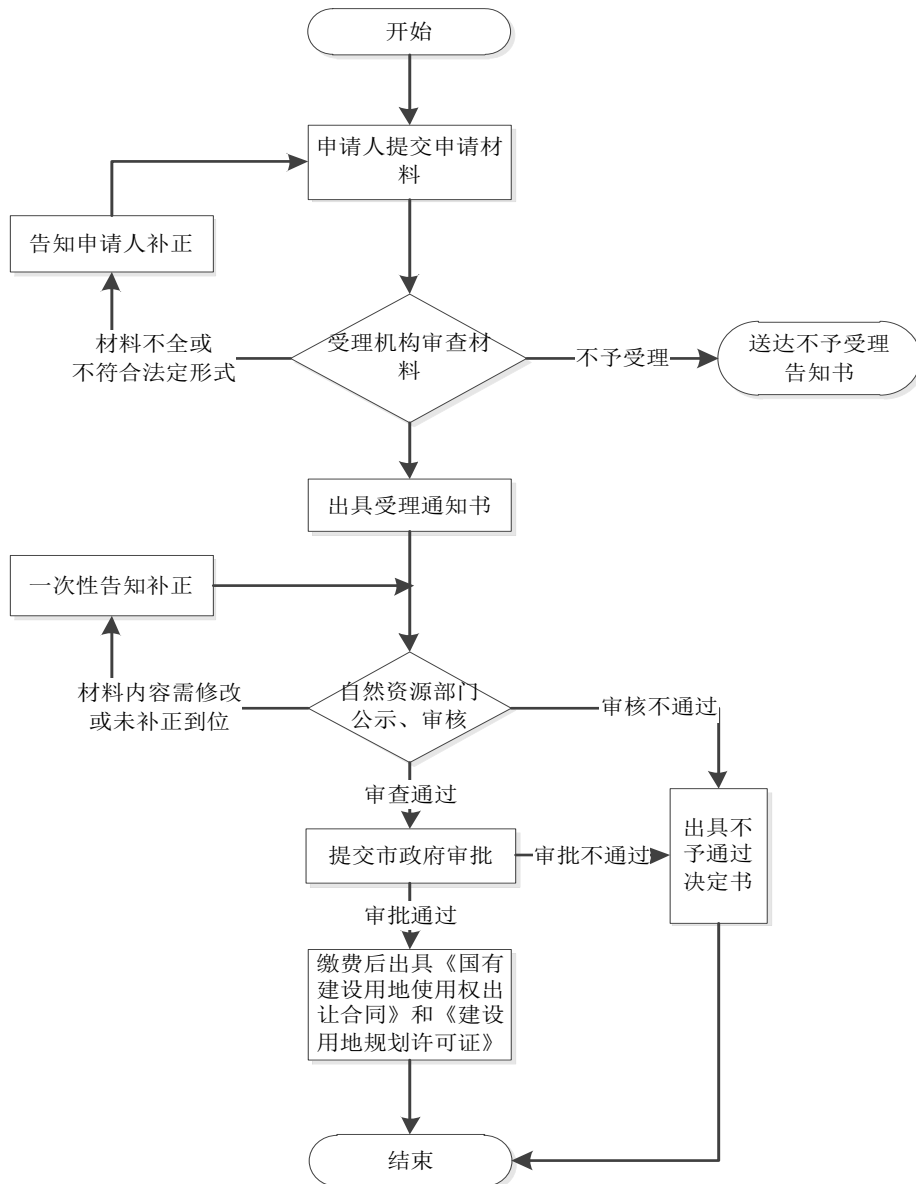 开始
申请人提交申请材
料
告知申请人补正
材料不全或
不符合法定形式
受理机构审查材
料
不予受理
送达不予受理
告知书
出具受理通知书
一次性告知补正
材料内容需修改
或未补正到位
自然资源部门
公示、审核
审核不通过
审查通过
提交市政府审批
审批不通过
出具不
予通过
决定书
审批通过
缴费后出具《国有
建设用地使用权出
让合同》和《建设
用地规划许可证》
结束